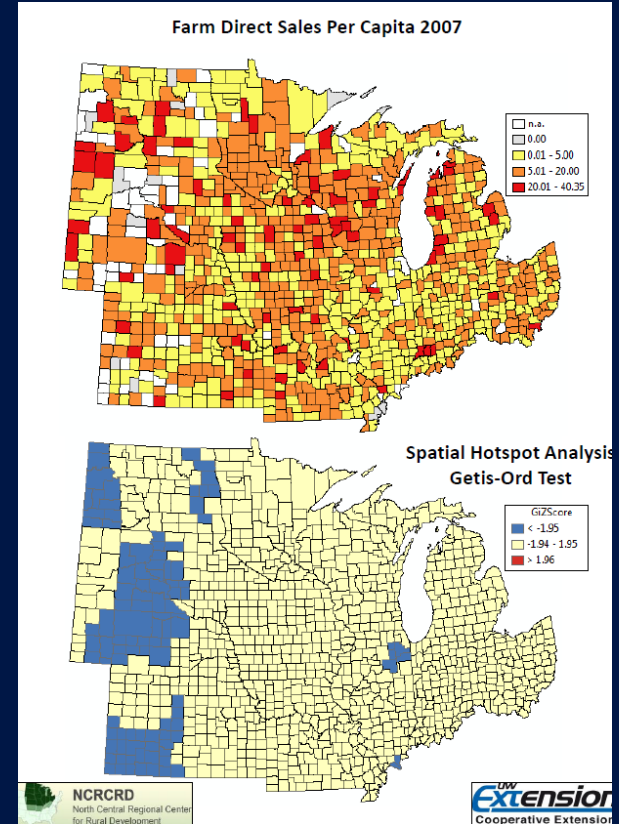 Farm Direct Sales Per Capita 2007
n.a.
0.00
0.01 - 5.00
5.01 - 20.00
20.01 - 40.35
Spatial Hotspot Analysis
Getis-Ord Test
GiZScore
< -1.95
-1.94 - 1.95
> 1.96
NCRCRD
North Central Regional Center
for Rural Development
UW
Extension
Cooperative Extension